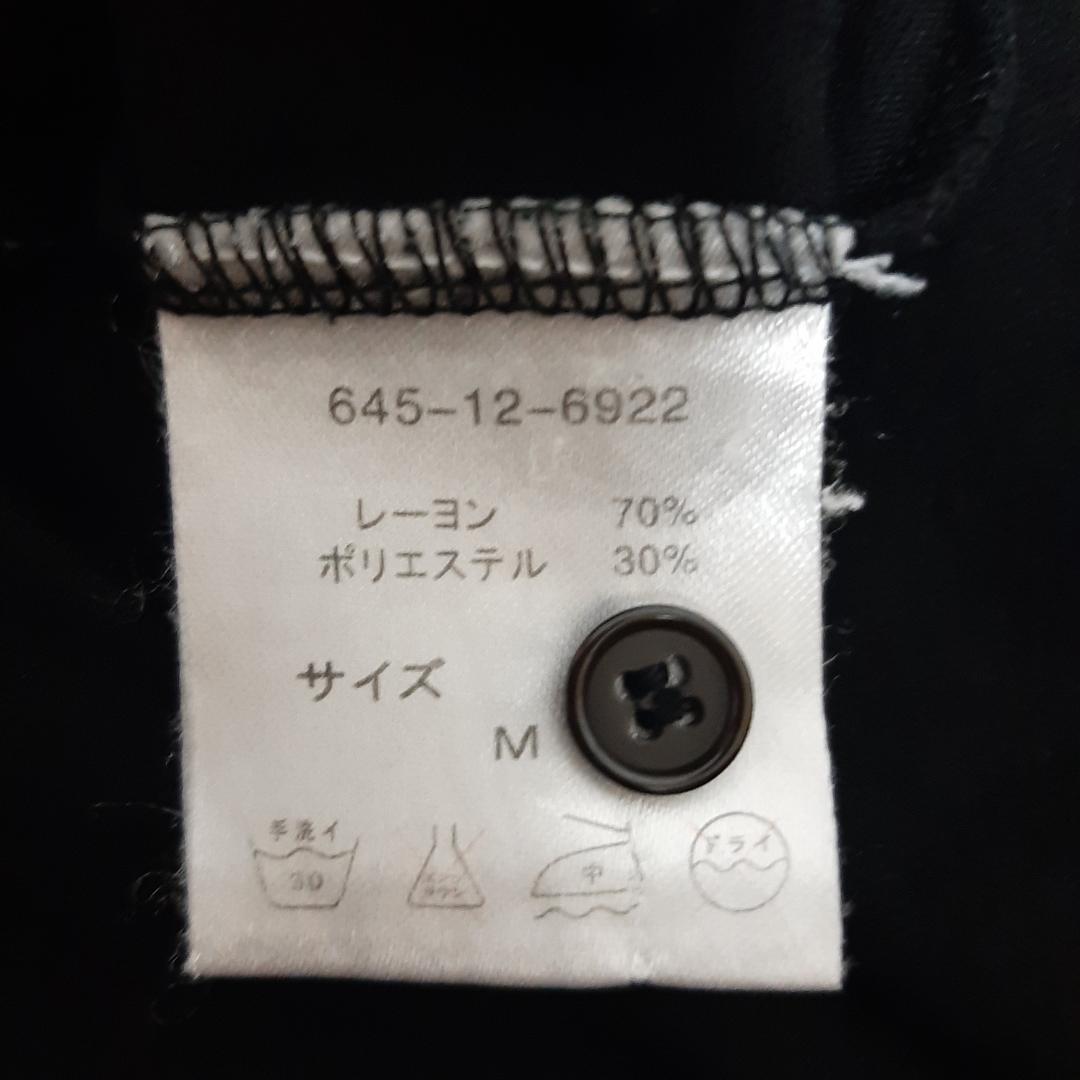 645-12-6922
レーヨン 70%
ポリエステル 30%
サイズ
M
手洗イ
30
中
ドライ